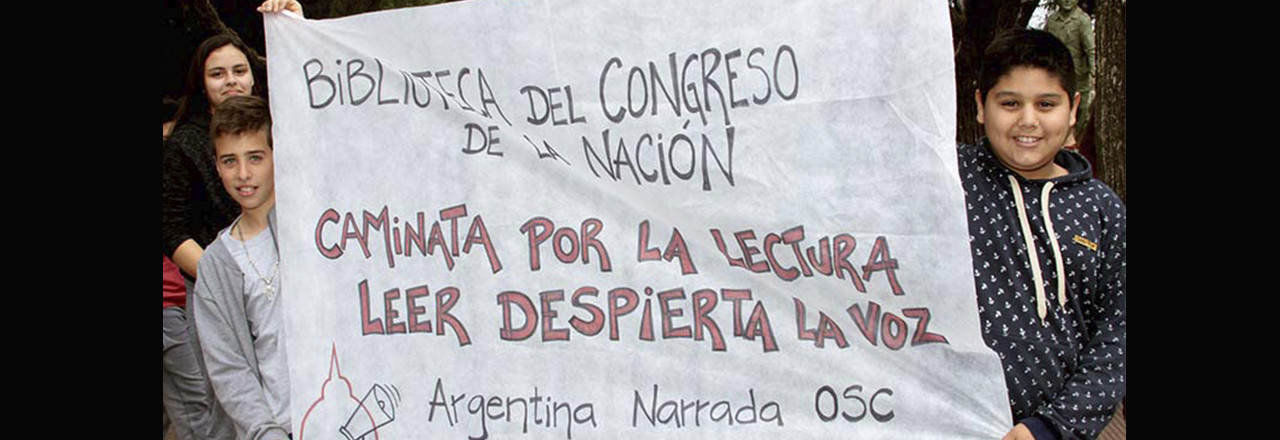 BiBLIOTECA DEL CONGRESO
DE LA NACIÓN
CAMiNATA POR LA LECTURA
LEER DESPiERTA LA VOZ
Argentina Narrada OSC